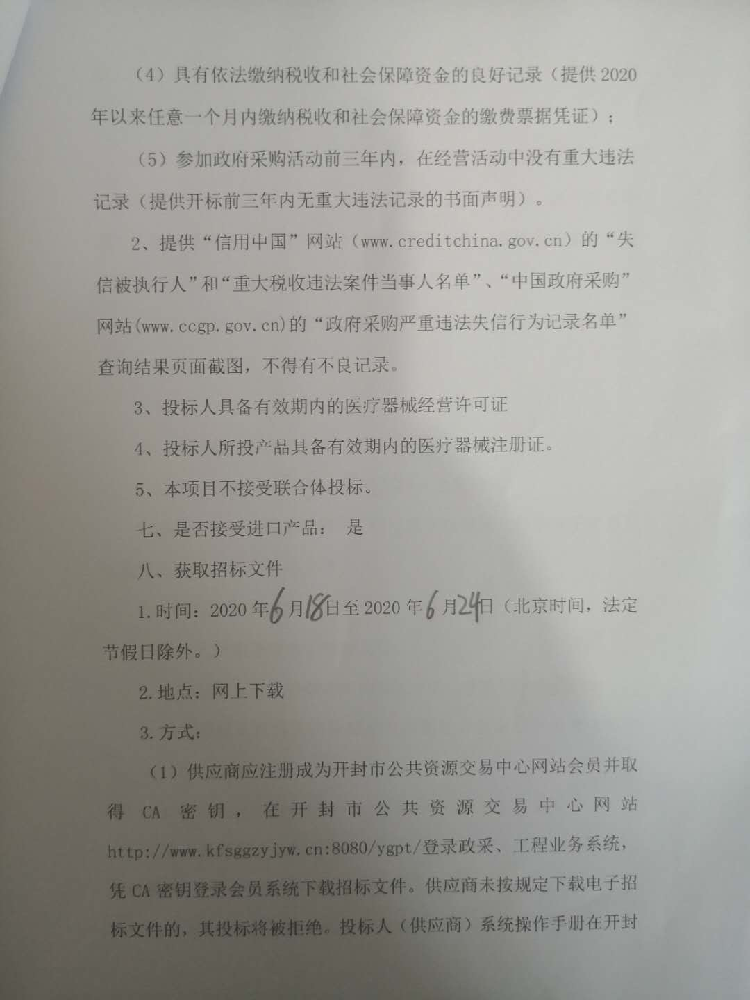 （4）具有依法缴纳税收和社会保障资金的良好记录（提供 2020
年以来任意一个月内缴纳税收和社会保障资金的缴费票据凭证）；
（5）参加政府采购活动前三年内，在经营活动中没有重大违法
记录（提供开标前三年内无重大违法记录的书面声明）。
2、提供“信用中国”网站（www.creditchina.gov.cn）的“失
信被执行人”和“重大税收违法案件当事人名单”、“中国政府采购”
网站(www.ccgp.gov.cn)的“政府采购严重违法失信行为记录名单”
查询结果页面截图，不得有不良记录。
3、投标人具备有效期内的医疗器械经营许可证
4、投标人所投产品具备有效期内的医疗器械注册证。
5、本项目不接受联合体投标。
七、是否接受进口产品： 是
八、获取招标文件
1.时间：2020 年6月18日至 2020 年6月24日（北京时间，法定
节假日除外。）
2.地点：网上下载
3.方式：
（1）供应商应注册成为开封市公共资源交易中心网站会员并取
得 CA 密钥，在开封市公共资源交易中心网站
http://www.kfsggzyjyw.cn:8080/ygpt/登录政采、工程业务系统，
凭 CA 密钥登录会员系统下载招标文件。供应商未按规定下载电子招
标文件的，其投标将被拒绝。投标人（供应商）系统操作手册在开封